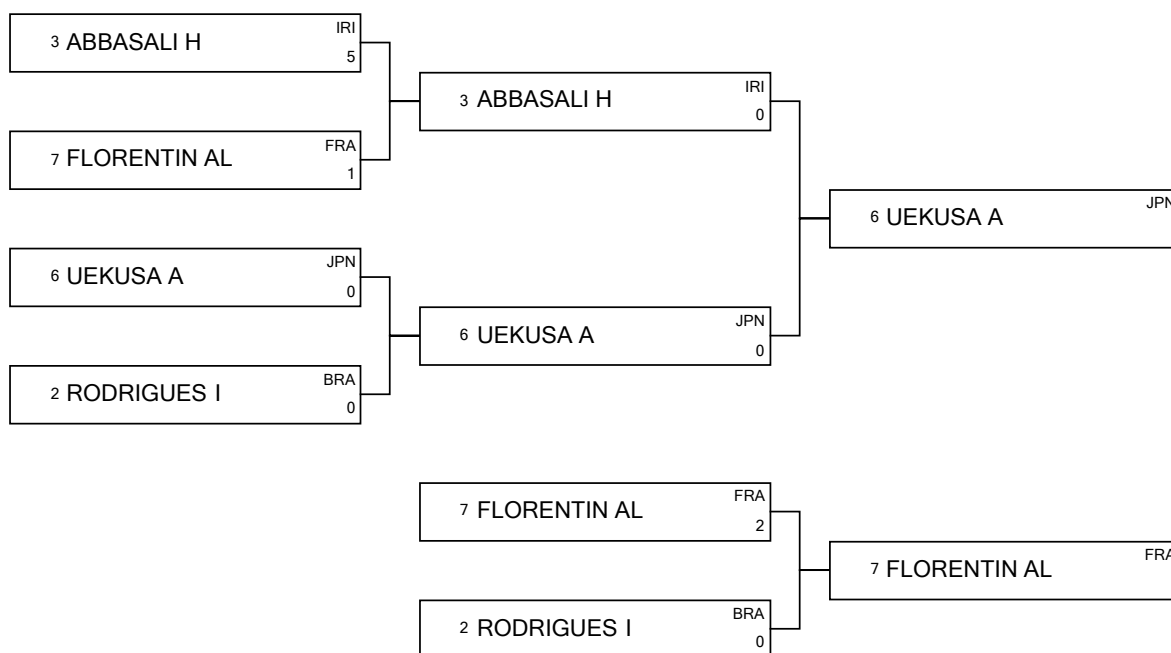 3 ABBASALI H IRI 5
7 FLORENTIN AL FRA 1
3 ABBASALI H IRI 0
6 UEKUSA A JPN 0
2 RODRIGUES I BRA 0
6 UEKUSA A JPN 0
6 UEKUSA A JPN
7 FLORENTIN AL FRA 2
2 RODRIGUES I BRA 0
7 FLORENTIN AL FRA